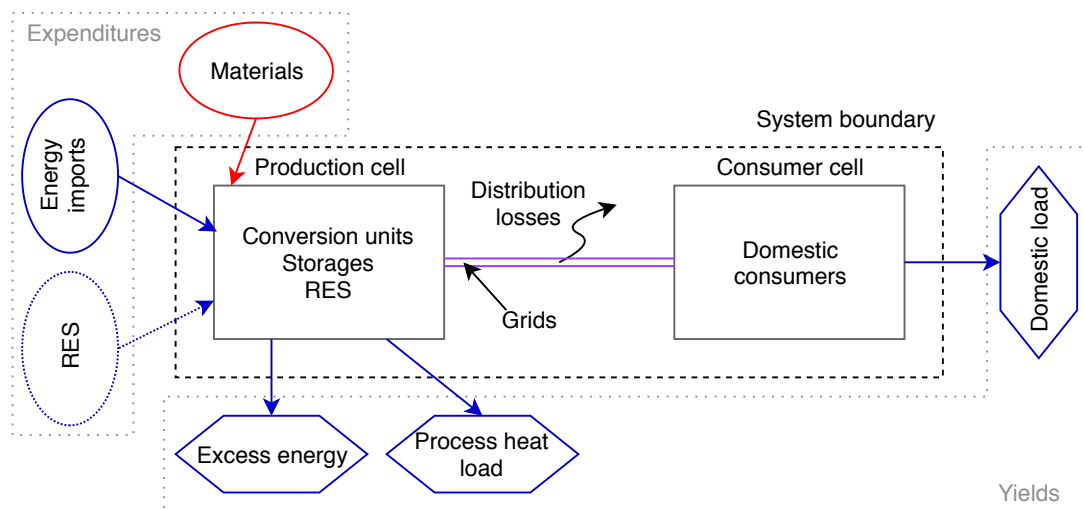 Expenditures
Materials
System boundary
Energy
imports
Production cell
Consumer cell
Distribution
losses
Domestic load
Conversion units
Storages
RES
Domestic
consumers
Grids
RES
Excess energy
Process heat
load
Yields